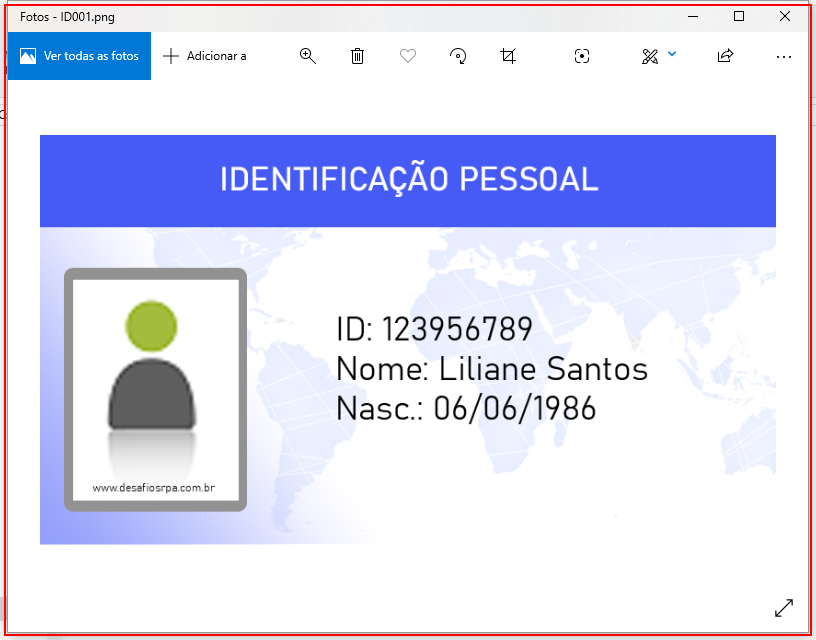 Fotos - ID001.png
Ver todas as fotos
Adicionar a
IDENTIFICAÇÃO PESSOAL
ID: 123956789
Nome: Liliane Santos
Nasc.: 06/06/1986
www.desafiosrpa.com.br